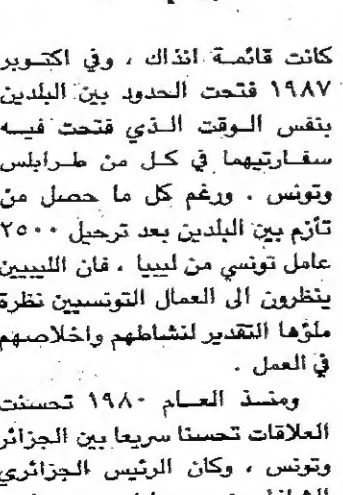 كانت قائمة انذاك ، وفي اكتوبر
١٩٨٧ فتحت الحدود بين البلدين
بنفس الوقت الذي فتحت فيه
سفارتيهما في كل من طرابلس
وتونس . ورغم كل ما حصل من
تأزم بين البلدين بعد ترحيل ٢٥٠٠
عامل تونسي من ليبيا ، فان الليبيين
ينظرون الى العمال التونسيين نظرة
ملؤها التقدير لنشاطهم واخلاصهم
في العمل .
ومنذ العام ١٩٨٠ تحسنت
العلاقات تحسنا سريعا بين الجزائر
وتونس ، وكان الرئيس الجزائري